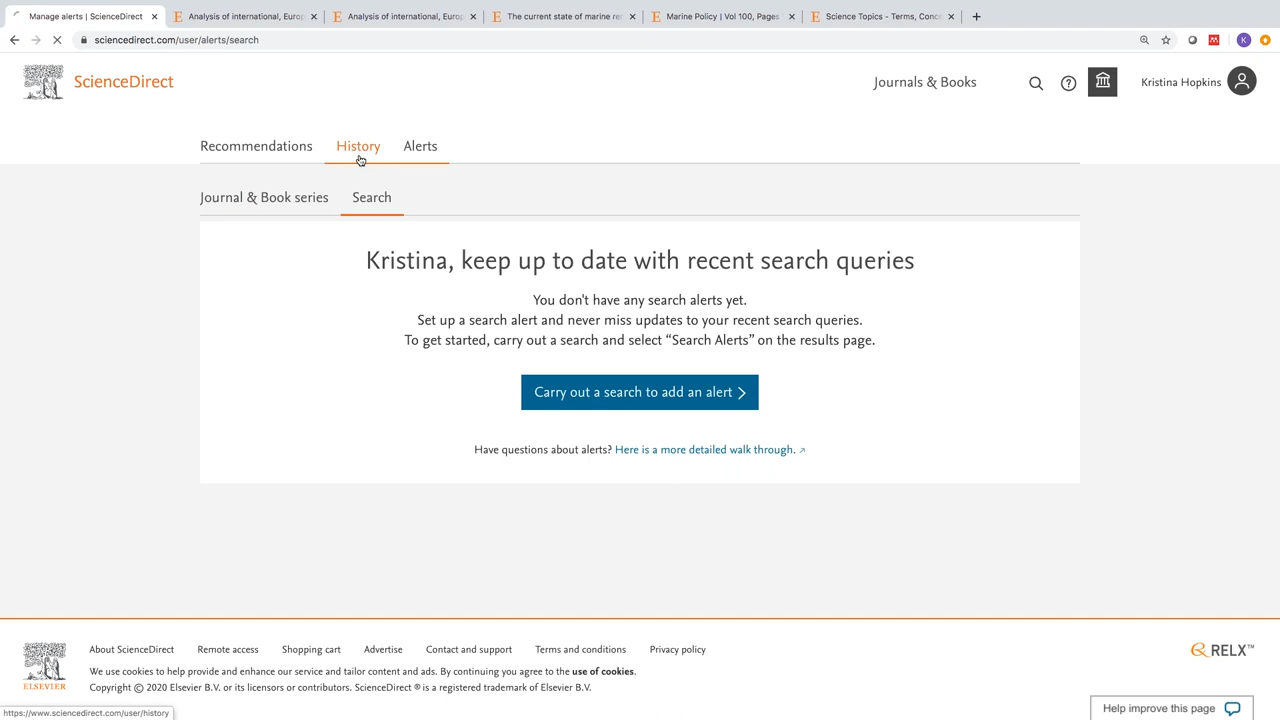 Manage alerts | ScienceDirect
Analysis of international, Europ
Analysis of international, Europ
The current state of marine re
Marine Policy | Vol 100, Pages
Science Topics - Terms, Conc
sciencedirect.com/user/alerts/search
K
ScienceDirect
Journals & Books
Kristina Hopkins
Recommendations
History
Alerts
Journal & Book series
Search
Kristina, keep up to date with recent search queries
You don't have any search alerts yet.
Set up a search alert and never miss updates to your recent search queries.
To get started, carry out a search and select “Search Alerts” on the results page.
Carry out a search to add an alert
Have questions about alerts? Here is a more detailed walk through. ↗
ELSEVIER
About ScienceDirect
Remote access
Shopping cart
Advertise
Contact and support
Terms and conditions
Privacy policy
We use cookies to help provide and enhance our service and tailor content and ads. By continuing you agree to the use of cookies.
Copyright © 2020 Elsevier B.V. or its licensors or contributors. ScienceDirect ® is a registered trademark of Elsevier B.V.
RELX™
https://www.sciencedirect.com/user/history
Help improve this page